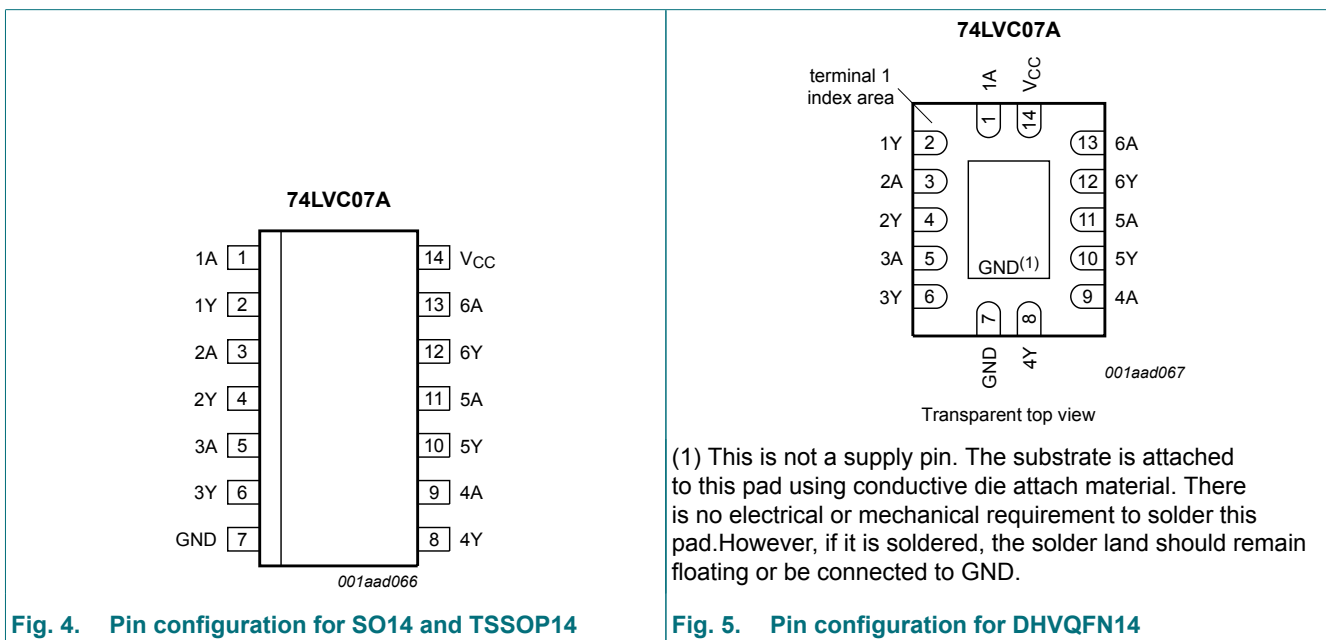 74LVC07A
1A 1
14 VCC
1Y 2
13 6A
2A 3
12 6Y
2Y 4
11 5A
3A 5
10 5Y
3Y 6
9 4A
GND 7
8 4Y
001aad066
Fig. 4. Pin configuration for SO14 and TSSOP14
74LVC07A
terminal 1
index area
1A
VCC
1
14
1Y 2
13 6A
2A 3
12 6Y
2Y 4
11 5A
3A 5
10 5Y
GND(1)
3Y 6
9 4A
7
8
GND
4Y
001aad067
Transparent top view
(1) This is not a supply pin. The substrate is attached
to this pad using conductive die attach material. There
is no electrical or mechanical requirement to solder this
pad.However, if it is soldered, the solder land should remain
floating or be connected to GND.
Fig. 5. Pin configuration for DHVQFN14